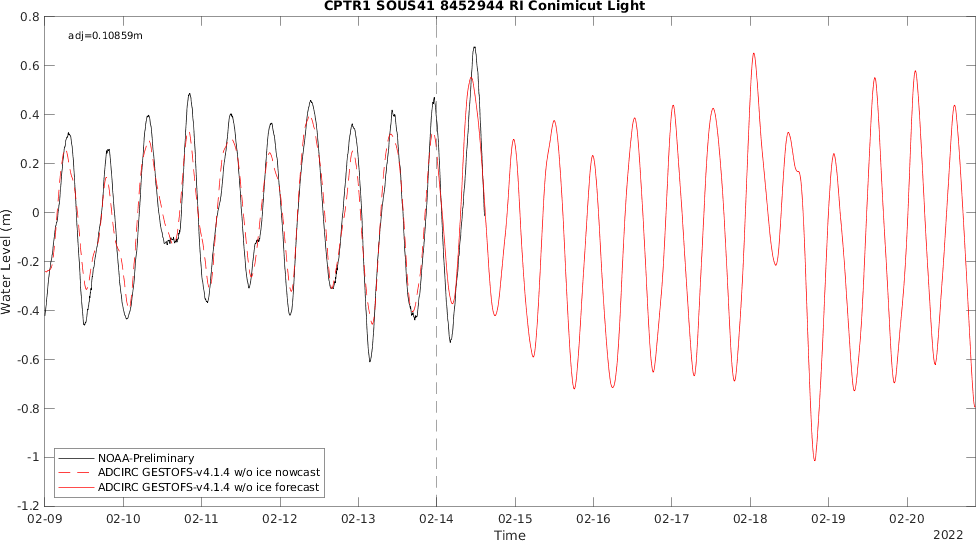 CPTR1 SOUS41 8452944 RI Conimicut Light
adj=0.10859m
0.8
0.6
0.4
0.2
0
-0.2
-0.4
-0.6
-0.8
-1
-1.2
Water Level (m)
NOAA-Preliminary
ADCIRC GESTOFS-v4.1.4 w/o ice nowcast
ADCIRC GESTOFS-v4.1.4 w/o ice forecast
02-09 02-10 02-11 02-12 02-13 02-14 02-15 02-16 02-17 02-18 02-19 02-20
Time
2022